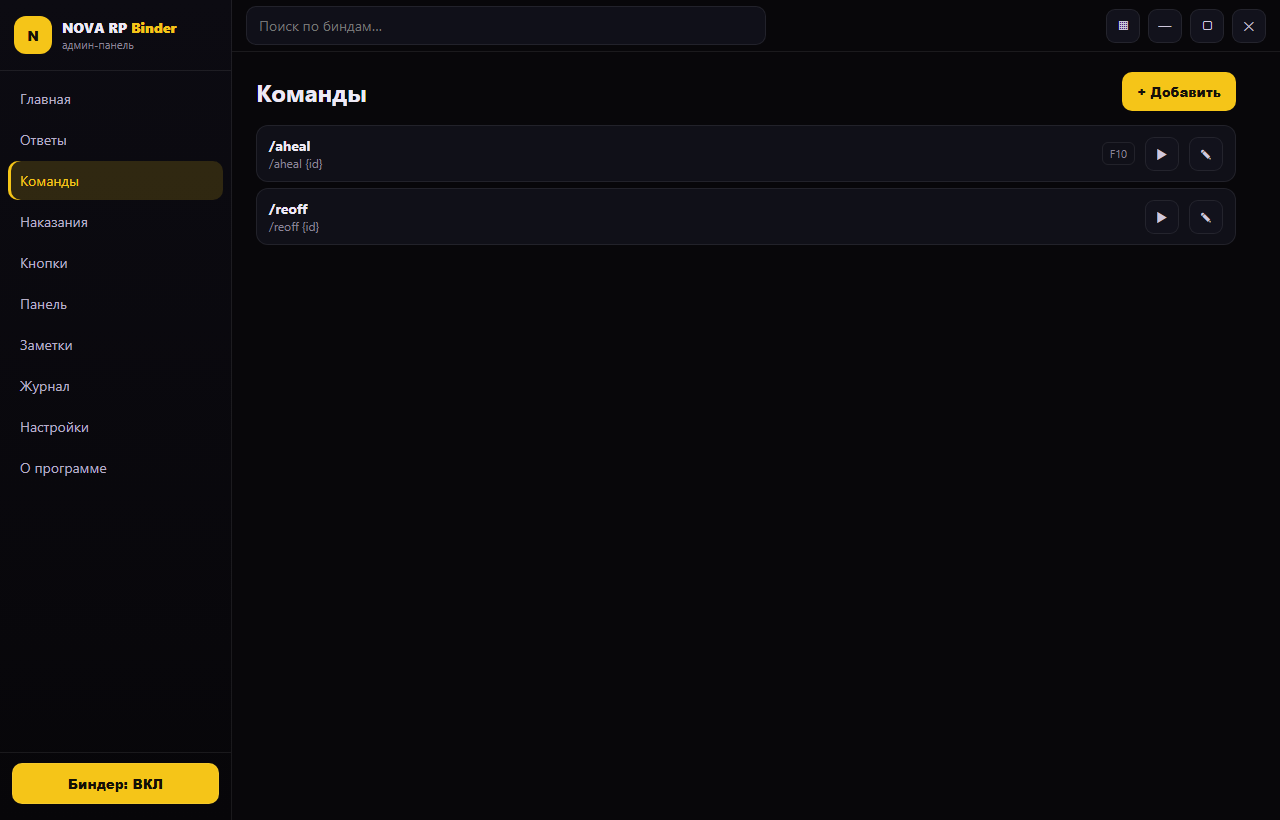 N
NOVA RP Binder
админ-панель
Главная
Ответы
Команды
Наказания
Кнопки
Панель
Заметки
Журнал
Настройки
О программе
Биндер: ВКЛ
Поиск по биндам...
Команды
+ Добавить
/aheal
/aheal {id}
F10
/reoff
/reoff {id}